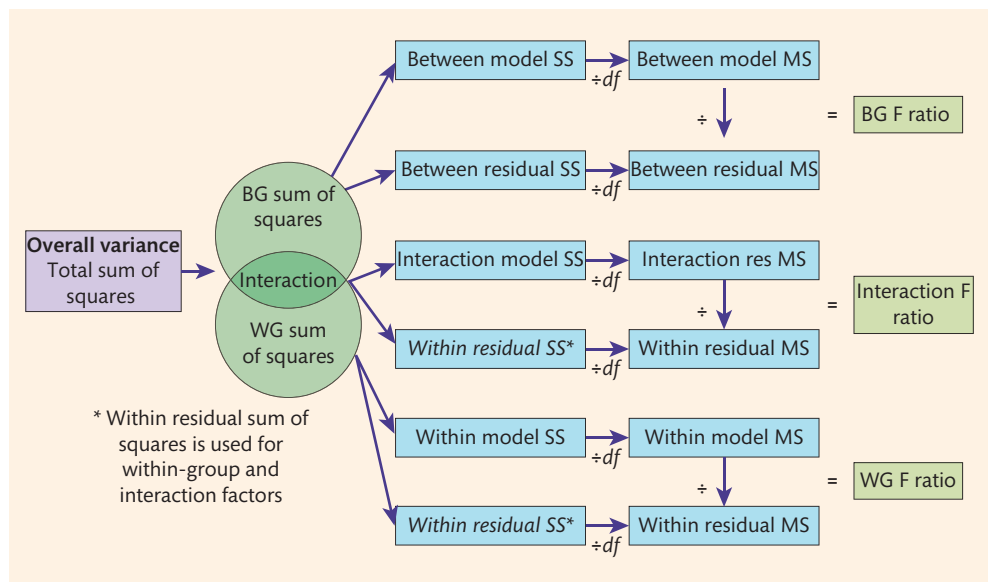 Between model SS
÷df
Between model MS
÷
=
BG F ratio
Between residual SS
÷df
Between residual MS
BG sum of
squares
Overall variance
Total sum of
squares
Interaction
WG sum
of squares
Interaction model SS
÷df
Interaction res MS
÷
=
Interaction F
ratio
Within residual SS*
÷df
Within residual MS
* Within residual sum of
squares is used for
within-group and
interaction factors
Within model SS
÷df
Within model MS
÷
=
WG F ratio
Within residual SS*
÷df
Within residual MS